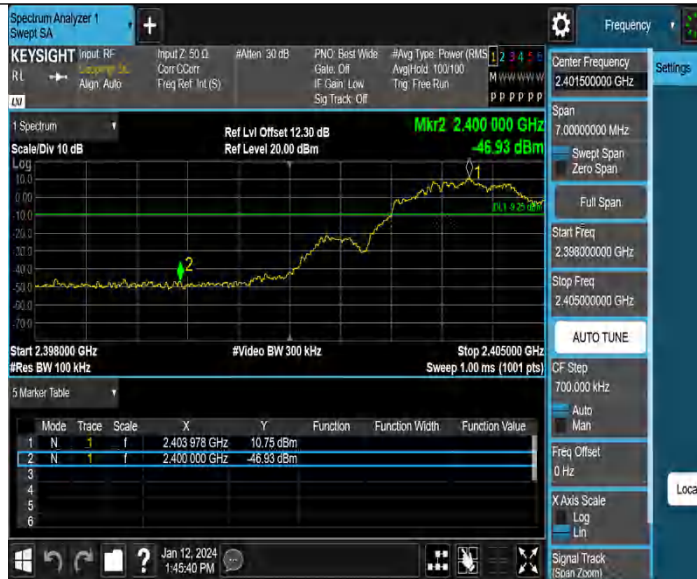 Spectrum Analyzer 1
Swept SA
Frequency
KEYSIGHT Input: RF
Input Z: 50 Ω
#Atten: 30 dB
PNO: Best Wide
#Avg Type: Power (RMS
1 2 3 4 5 6
RL
Align: Auto
Corr CCorr
Freq Ref: Int (S)
Gate: Off
IF Gain: Low
Sig Track: Off
Avg|Hold: 100/100
Trig: Free Run
M W W W W W
P P P P P P
LXI
1 Spectrum
Scale/Div 10 dB
Log
Ref Lvl Offset 12.30 dB
Ref Level 20.00 dBm
Mkr2 2.400 000 GHz
-46.93 dBm
10.0
0.00
-10.0
-20.0
-30.0
-40.0
-50.0
-60.0
-70.0
1
2
DL1 -9.25 dBm
Start 2.398000 GHz
#Res BW 100 kHz
#Video BW 300 kHz
Stop 2.405000 GHz
Sweep 1.00 ms (1001 pts)
5 Marker Table
Mode Trace Scale X Y Function Function Width Function Value
1 N 1 f 2.403 978 GHz 10.75 dBm
2 N 1 f 2.400 000 GHz -46.93 dBm
3
4
5
6
Jan 12, 2024
1:45:40 PM
Center Frequency
2.401500000 GHz
Settings
Span
7.00000000 MHz
Swept Span
Zero Span
Full Span
Start Freq
2.398000000 GHz
Stop Freq
2.405000000 GHz
AUTO TUNE
CF Step
700.000 kHz
Auto
Man
Freq Offset
0 Hz
X Axis Scale
Log
Lin
Signal Track
(Span Zoom)
Loca